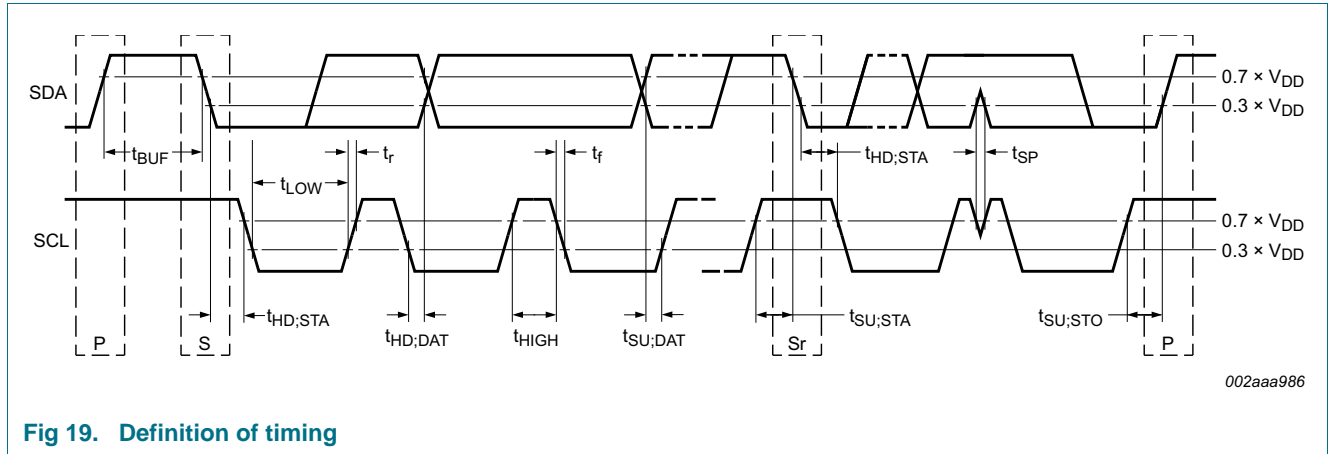 SDA
0.7 × VDD
0.3 × VDD
tBUF
tLOW
tr
tf
tHD;STA
tSP
SCL
0.7 × VDD
0.3 × VDD
tHD;STA
tHD;DAT
tHIGH
tSU;DAT
tSU;STA
tSU;STO
P
S
Sr
P
002aaa986
Fig 19. Definition of timing